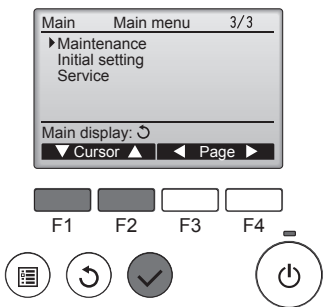 Main Main menu 3/3
▶Maintenance
Initial setting
Service
Main display: ↺
▼ Cursor ▲ ◀ Page ▶
F1 F2 F3 F4